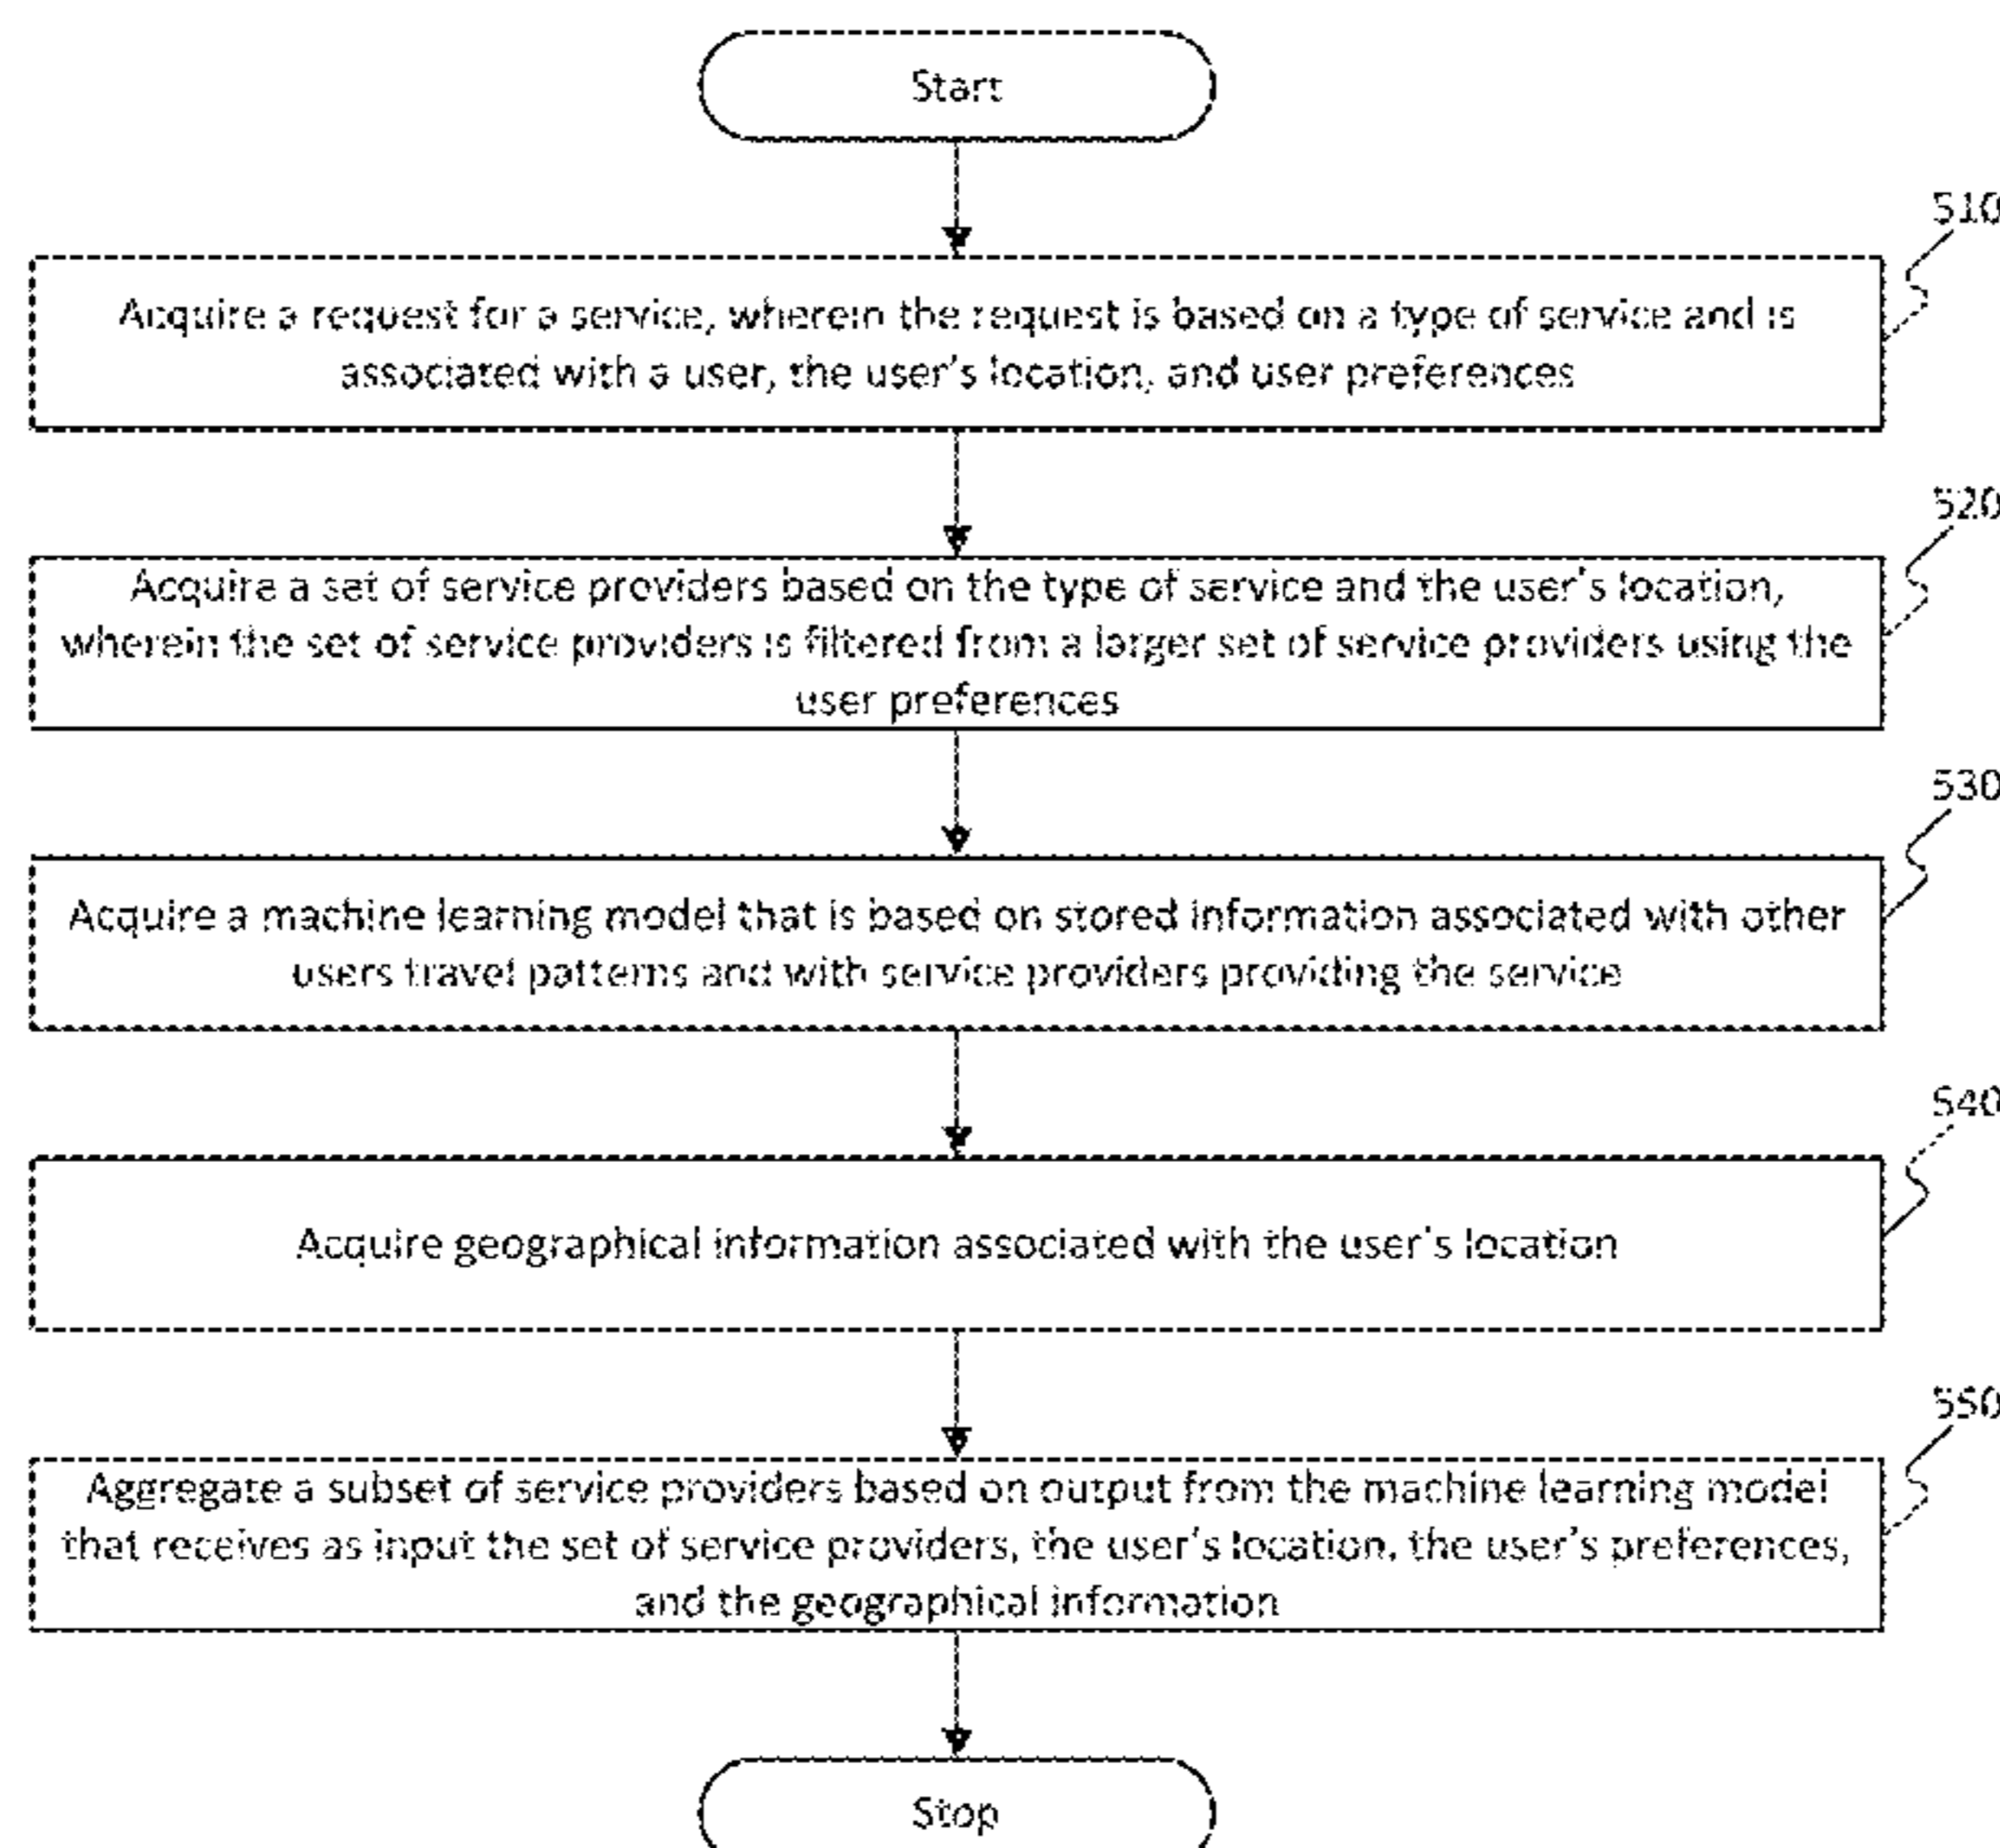 Start
510
Acquire a request for a service, wherein the request is based on a type of service and is
associated with a user, the user's location, and user preferences
520
Acquire a set of service providers based on the type of service and the user's location,
wherein the set of service providers is filtered from a larger set of service providers using the
user preferences
530
Acquire a machine learning model that is based on stored information associated with other
users travel patterns and with service providers providing the service
540
Acquire geographical information associated with the user's location
550
Aggregate a subset of service providers based on output from the machine learning model
that receives as input the set of service providers, the user's location, the user's preferences,
and the geographical information
Stop